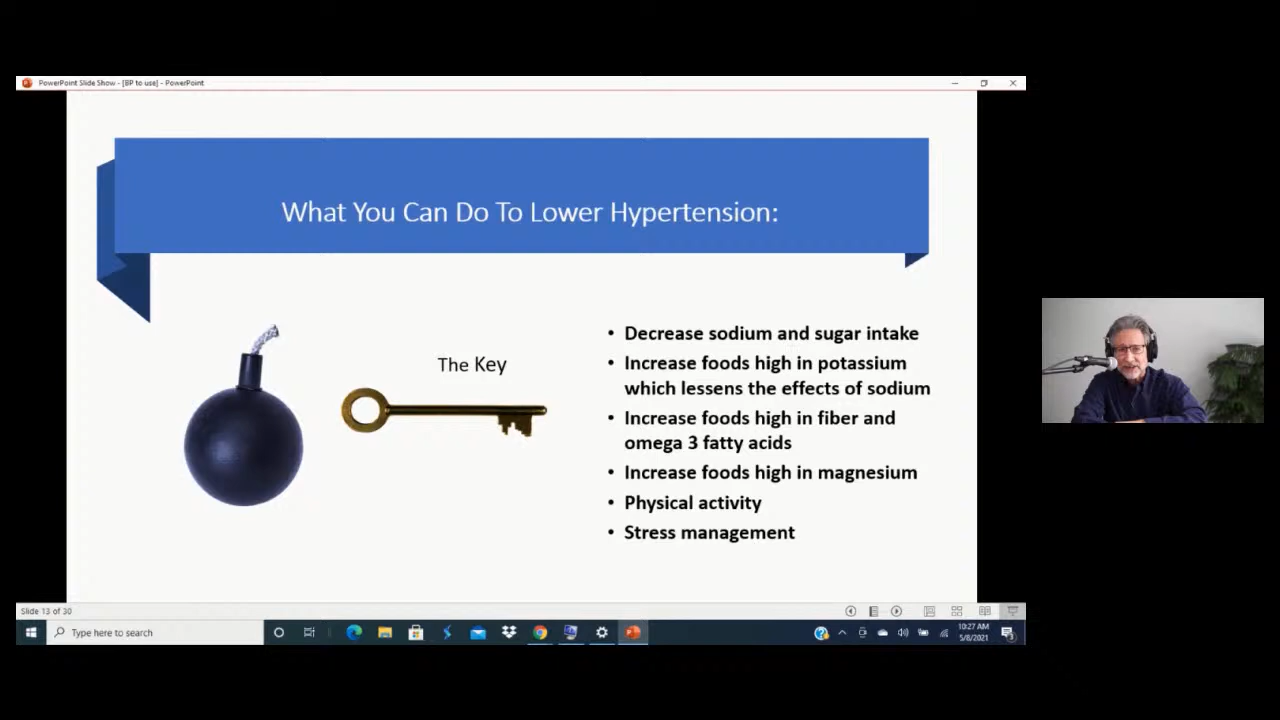 PowerPoint Slide Show - [BP to use] - PowerPoint
What You Can Do To Lower Hypertension:
The Key
• Decrease sodium and sugar intake
• Increase foods high in potassium
which lessens the effects of sodium
• Increase foods high in fiber and
omega 3 fatty acids
• Increase foods high in magnesium
• Physical activity
• Stress management
Slide 13 of 30
Type here to search
10:27 AM
5/8/2021